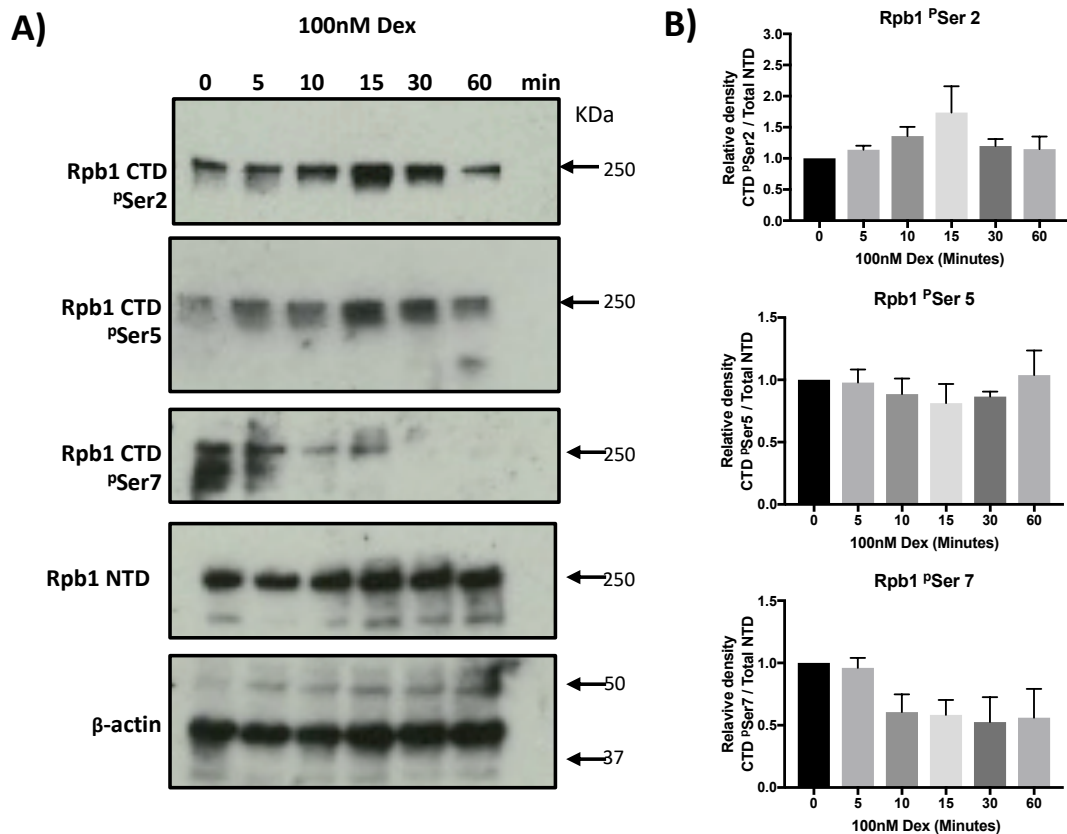 A)
100nM Dex
0 5 10 15 30 60 min
KDa
Rpb1 CTD
ᵖSer2
250
Rpb1 CTD
ᵖSer5
250
Rpb1 CTD
ᵖSer7
250
Rpb1 NTD
250
β-actin
50
37
B)
Rpb1 ᴾSer 2
Relative density
CTD ᴾSer2 / Total NTD
3.0
2.5
2.0
1.5
1.0
0.5
0.0
0 5 10 15 30 60
100nM Dex (Minutes)
Rpb1 ᴾSer 5
Relative density
CTD ᴾSer5 / Total NTD
1.5
1.0
0.5
0.0
0 5 10 15 30 60
100nM Dex (Minutes)
Rpb1 ᴾSer 7
Relavive density
CTD ᴾSer7 / Total NTD
1.5
1.0
0.5
0.0
0 5 10 15 30 60
100nM Dex (Minutes)